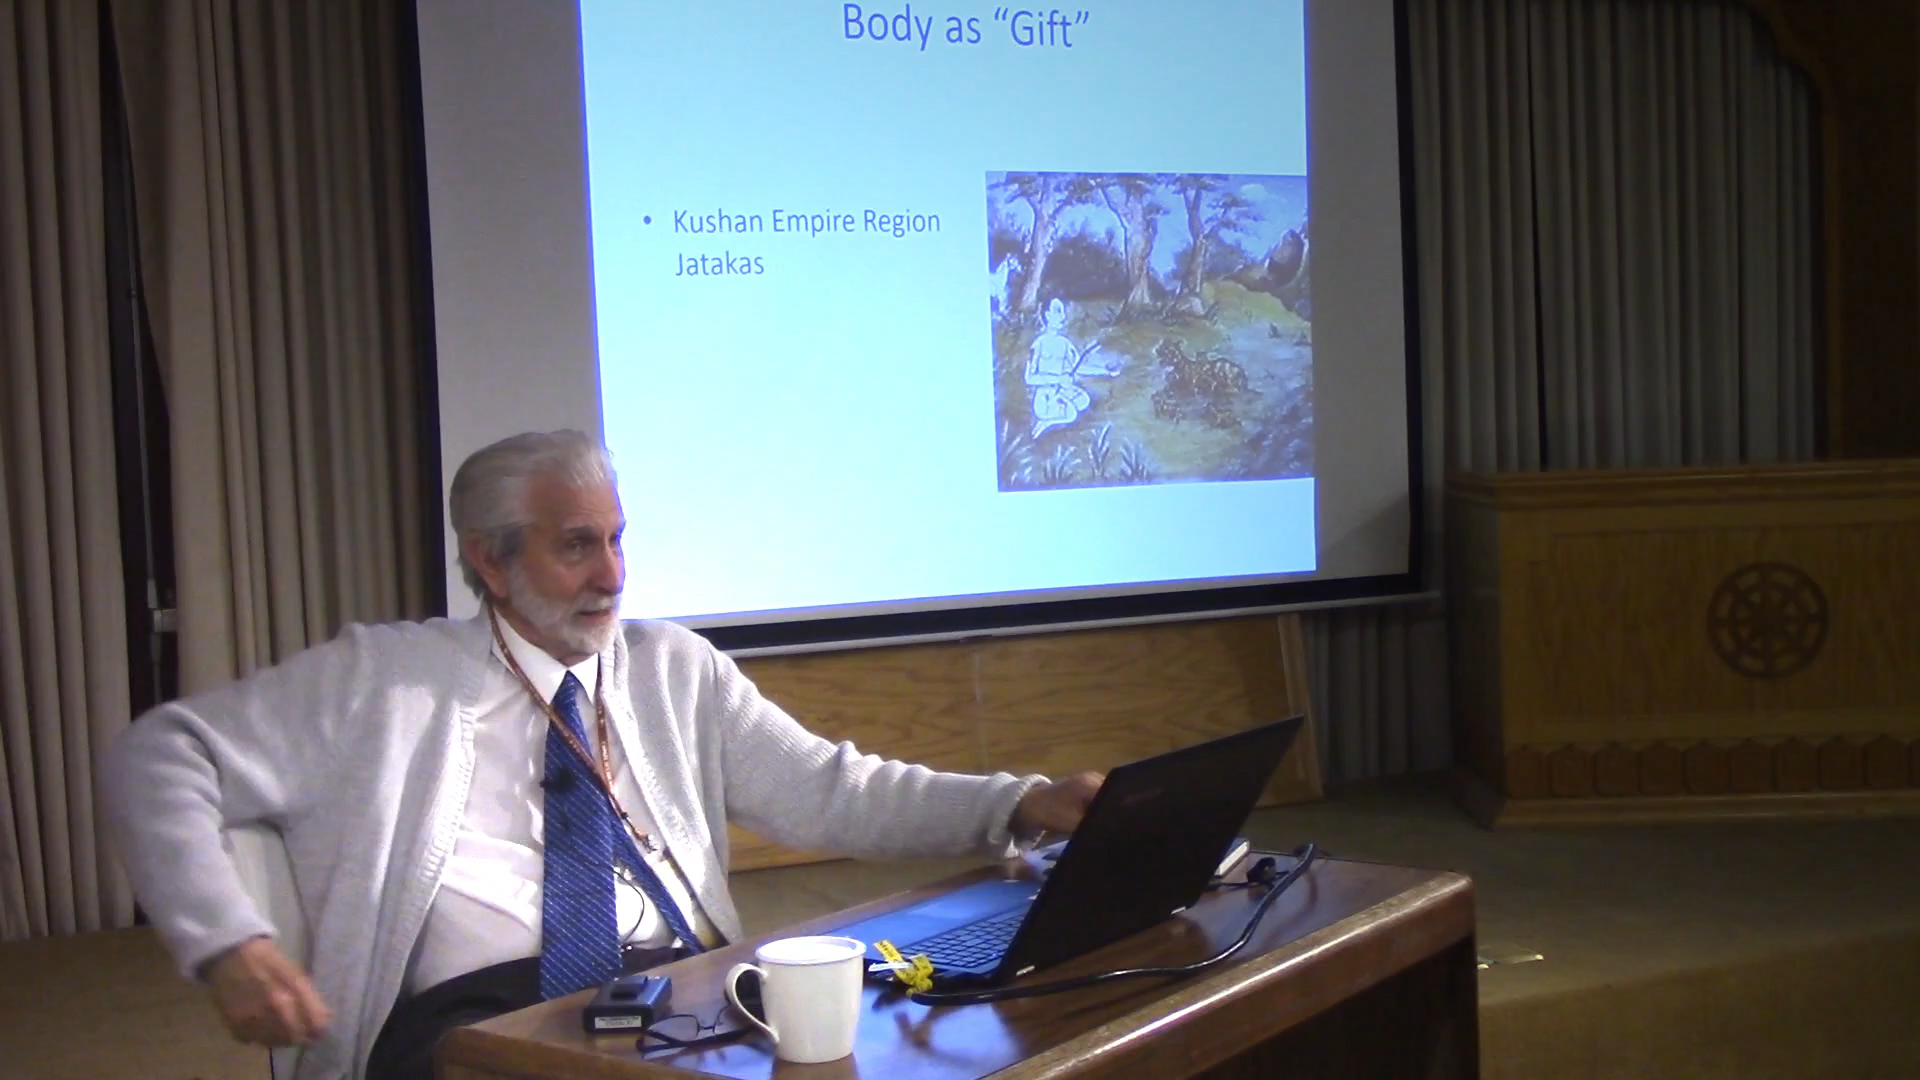 Body as “Gift”
• Kushan Empire Region
Jatakas